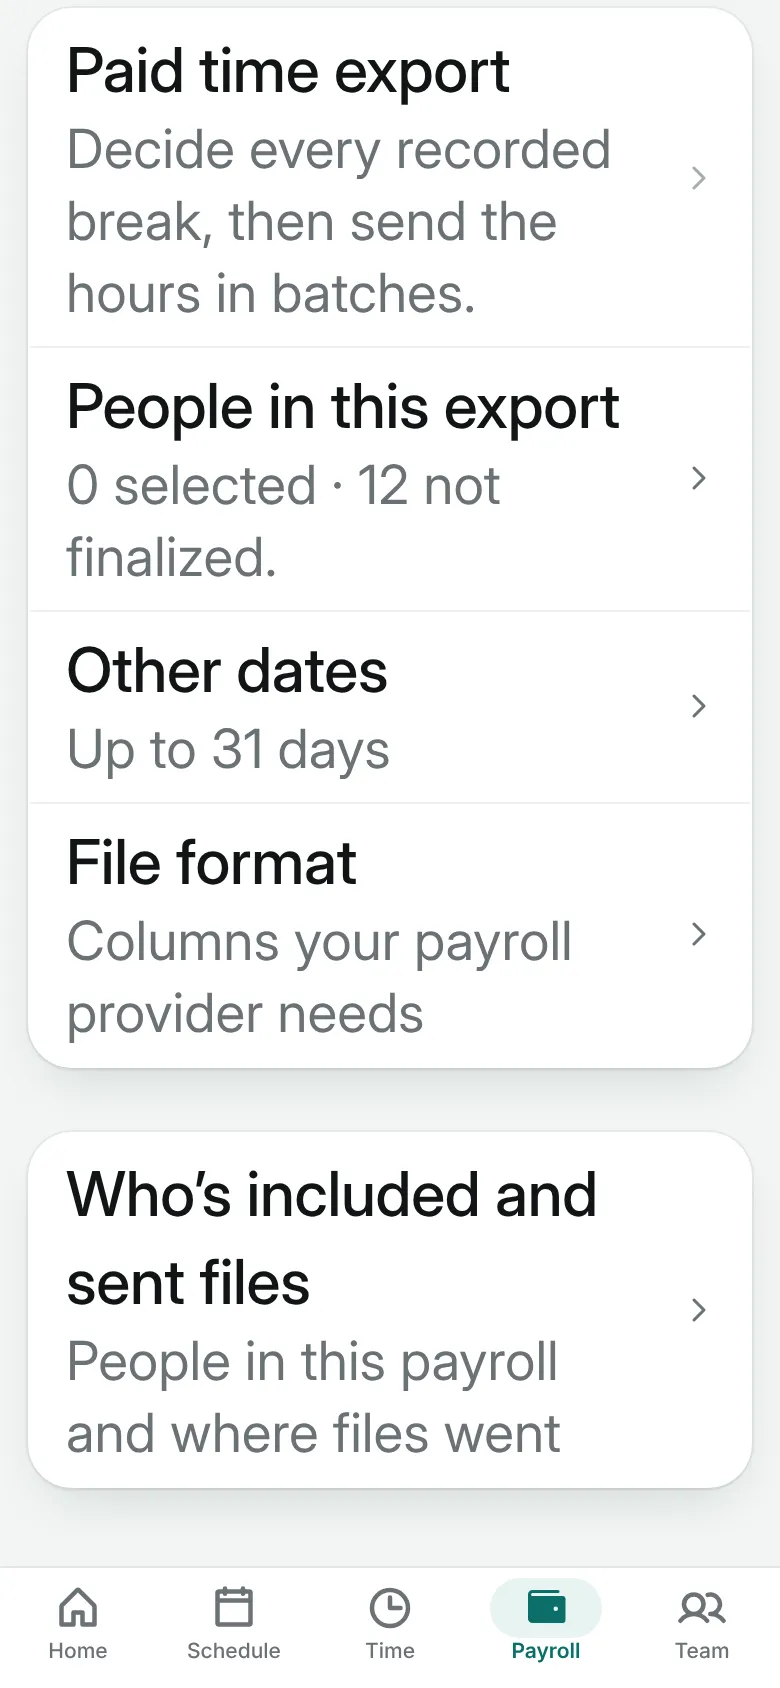 Paid time export
Decide every recorded
break, then send the
hours in batches.
People in this export
0 selected · 12 not
finalized.
Other dates
Up to 31 days
File format
Columns your payroll
provider needs
Who’s included and
sent files
People in this payroll
and where files went
Home
Schedule
Time
Payroll
Team